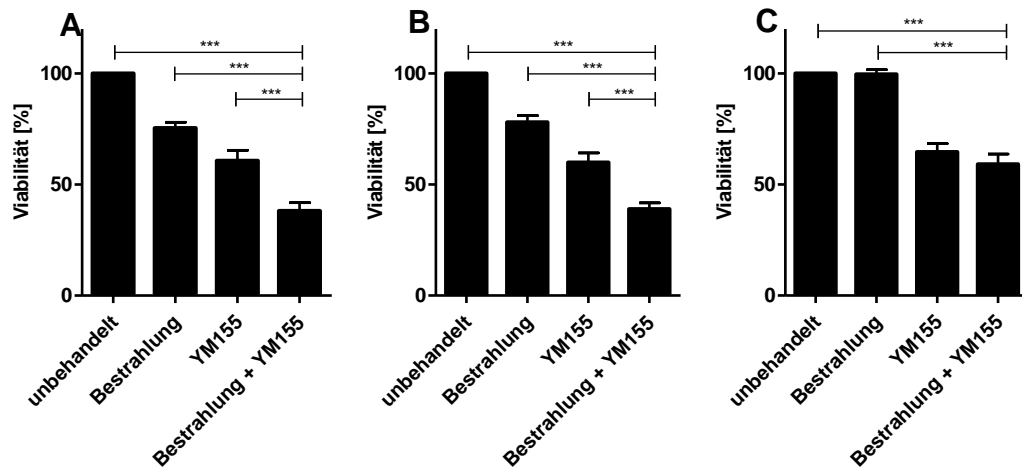 A
***
***
***
Viabilität [%]
100
50
0
unbehandelt
Bestrahlung
YM155
Bestrahlung + YM155
B
***
***
***
Viabilität [%]
100
50
0
unbehandelt
Bestrahlung
YM155
Bestrahlung + YM155
C
***
***
Viabilität [%]
100
50
0
unbehandelt
Bestrahlung
YM155
Bestrahlung + YM155